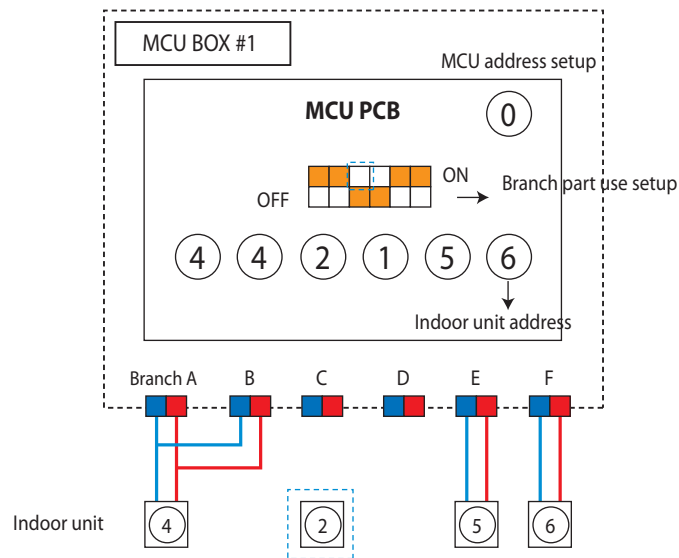 MCU BOX #1
MCU address setup
MCU PCB
0
ON
OFF
Branch part use setup
4 4 2 1 5 6
Indoor unit address
Branch A B C D E F
Indoor unit
4 2 5 6